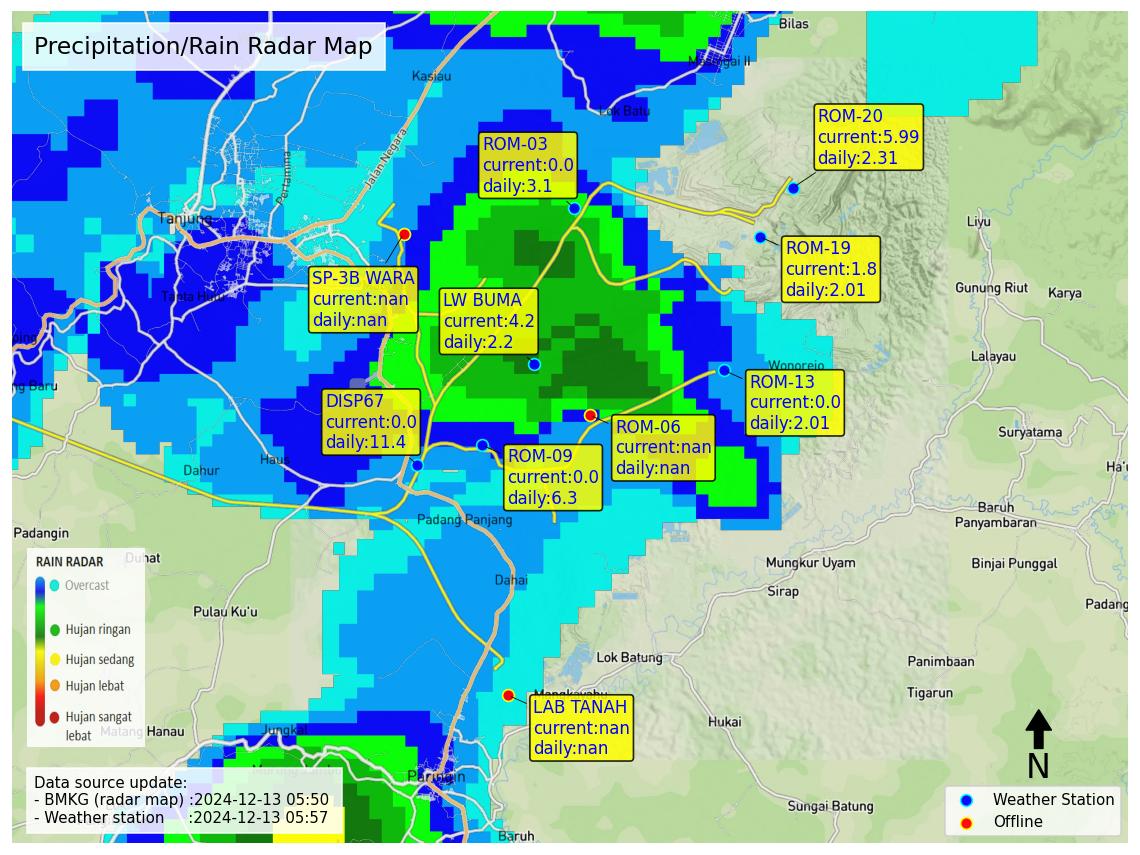 Precipitation/Rain Radar Map
Bilas
Kasiau
Lok Batu
ROM-20
current:5.99
daily:2.31
ROM-03
current:0.0
daily:3.1
Jalan Negara
Pertamina
Tanjung
Liyu
ROM-19
current:1.8
daily:2.01
SP-3B WARA
current:nan
daily:nan
LW BUMA
current:4.2
daily:2.2
Gunung Riut
Karya
Lalayau
Wonorejo
ROM-13
current:0.0
daily:2.01
ng Baru
DISP67
current:0.0
daily:11.4
ROM-06
current:nan
daily:nan
Suryatama
Haus
Dahur
ROM-09
current:0.0
daily:6.3
Ha'u
Padang Panjang
Baruh
Panyambaran
Padangin
Duhat
Mungkur Uyam
Binjai Punggal
Dahai
Sirap
Padang
Pulau Ku'u
RAIN RADAR
Overcast
Hujan ringan
Hujan sedang
Hujan lebat
Hujan sangat
lebat
Lok Batung
Panimbaan
Tigarun
LAB TANAH
current:nan
daily:nan
Hukai
Matang Hanau
Jungkal
Paringin
N
Data source update:
- BMKG (radar map) :2024-12-13 05:50
- Weather station :2024-12-13 05:57
Sungai Batung
Baruh
Weather Station
Offline